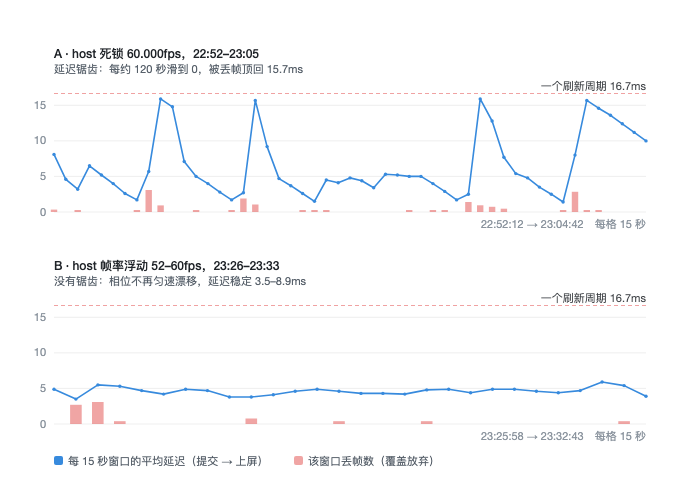 A · host 死锁 60.000fps，22:52–23:05
延迟锯齿：每约 120 秒滑到 0，被丢帧顶回 15.7ms
一个刷新周期 16.7ms
15
10
5
0
22:52:12 → 23:04:42 每格 15 秒
B · host 帧率浮动 52–60fps，23:26–23:33
没有锯齿：相位不再匀速漂移，延迟稳定 3.5–8.9ms
一个刷新周期 16.7ms
15
10
5
0
23:25:58 → 23:32:43 每格 15 秒
每 15 秒窗口的平均延迟（提交 → 上屏） 该窗口丢帧数（覆盖放弃）